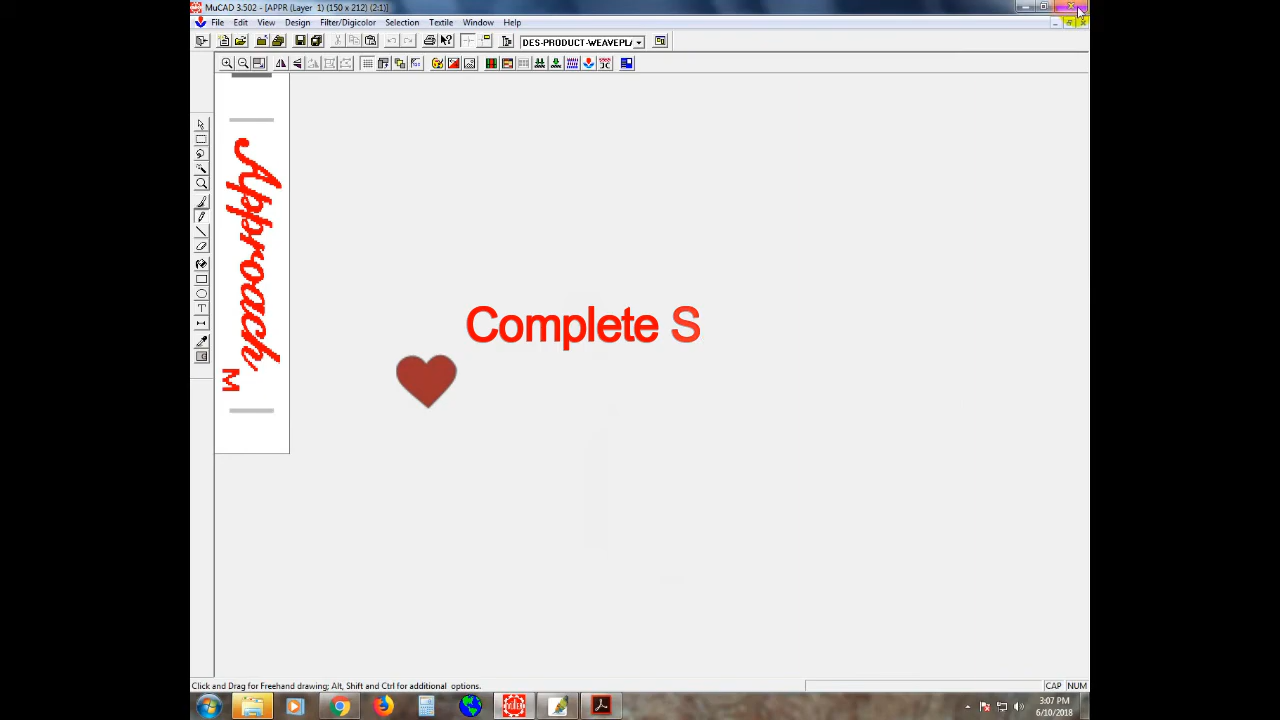 MuCAD 3.502 - [APPR (Layer 1) (150 x 212) (2:1)]
File Edit View Design Filter/Digicolor Selection Textile Window Help
DES-PRODUCT-WEAVEPL
Approach
M
Complete S
Click and Drag for Freehand drawing; Alt, Shift and Ctrl for additional options.
CAP NUM
3:07 PM
6/10/2018